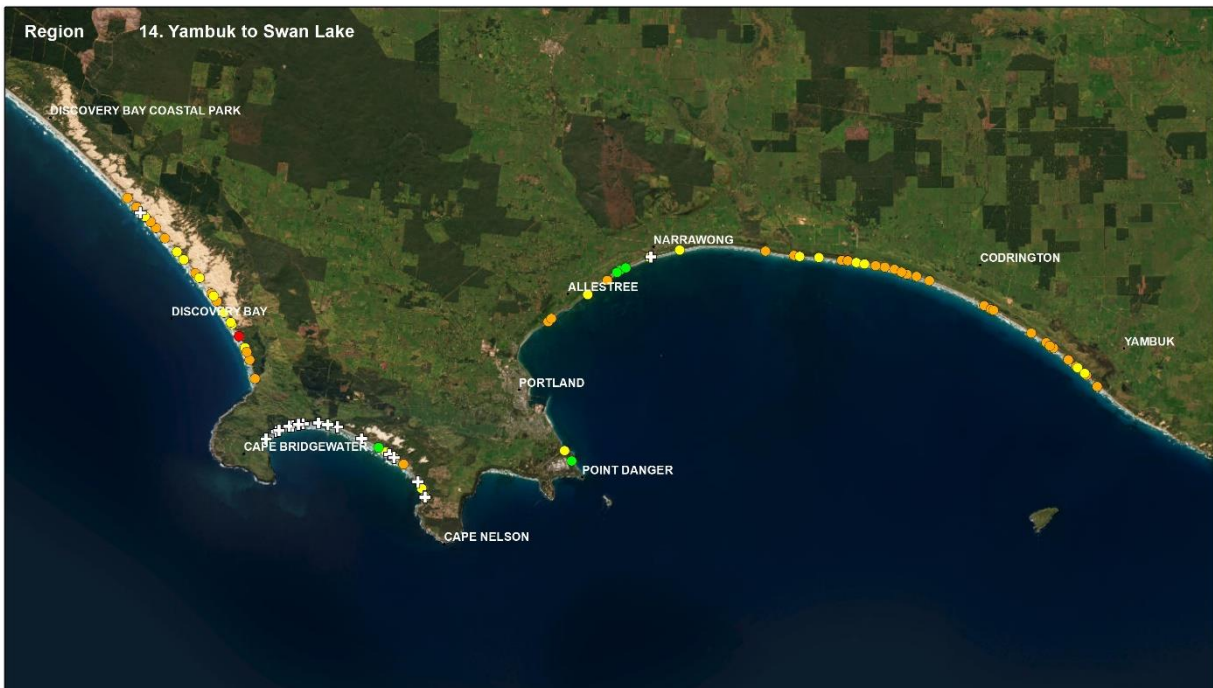 Region 14. Yambuk to Swan Lake
DISCOVERY BAY COASTAL PARK
NARRAWONG
CODRINGTON
ALLESTREE
DISCOVERY BAY
YAMBUK
PORTLAND
CAPE BRIDGEWATER
POINT DANGER
CAPE NELSON